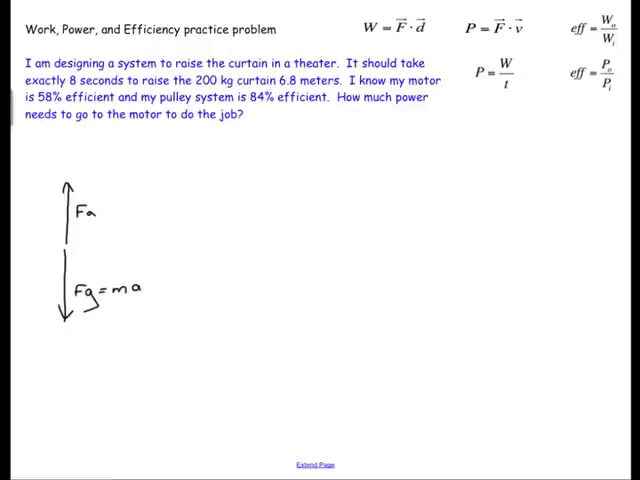 Work, Power, and Efficiency practice problem
W = F · d
P = F · v
eff = Wo / Wi
I am designing a system to raise the curtain in a theater. It should take
exactly 8 seconds to raise the 200 kg curtain 6.8 meters. I know my motor
is 58% efficient and my pulley system is 84% efficient. How much power
needs to go to the motor to do the job?
P = W / t
eff = Po / Pi
Fa
Fg = ma
Extend Page